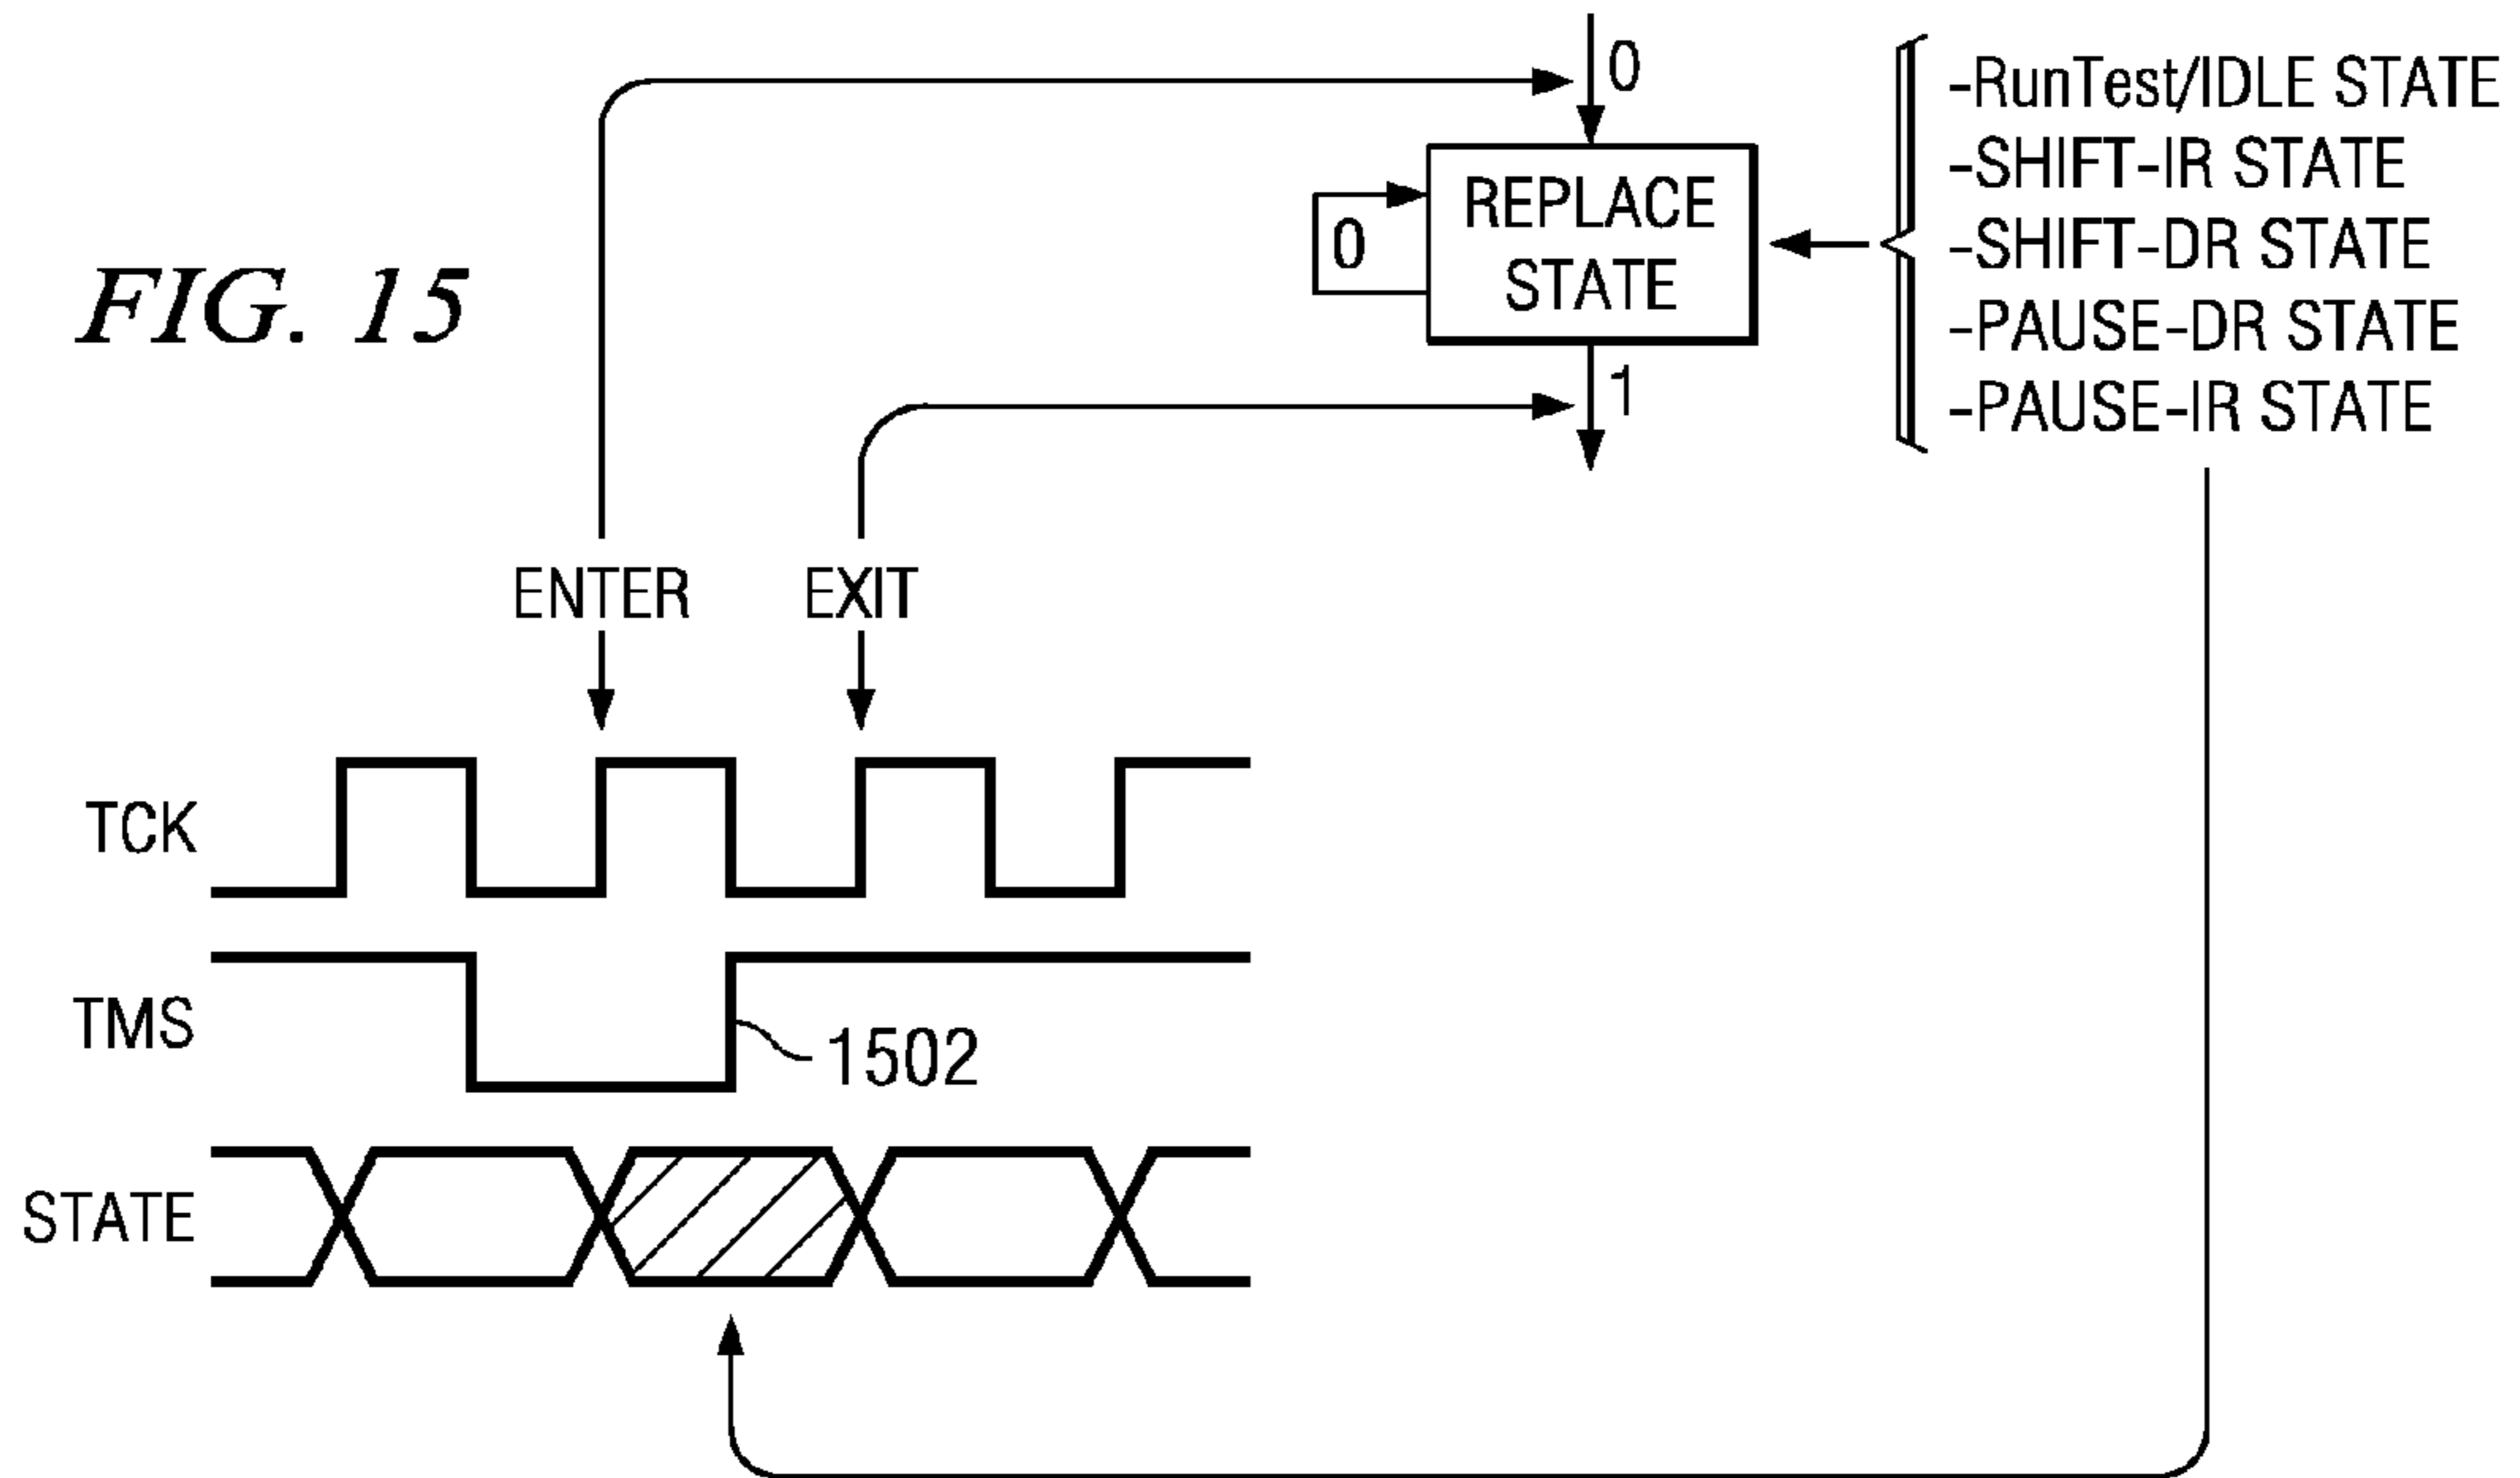 FIG. 15
0
REPLACE
STATE
0
1
-RunTest/IDLE STATE
-SHIFT-IR STATE
-SHIFT-DR STATE
-PAUSE-DR STATE
-PAUSE-IR STATE
ENTER
EXIT
TCK
TMS
1502
STATE